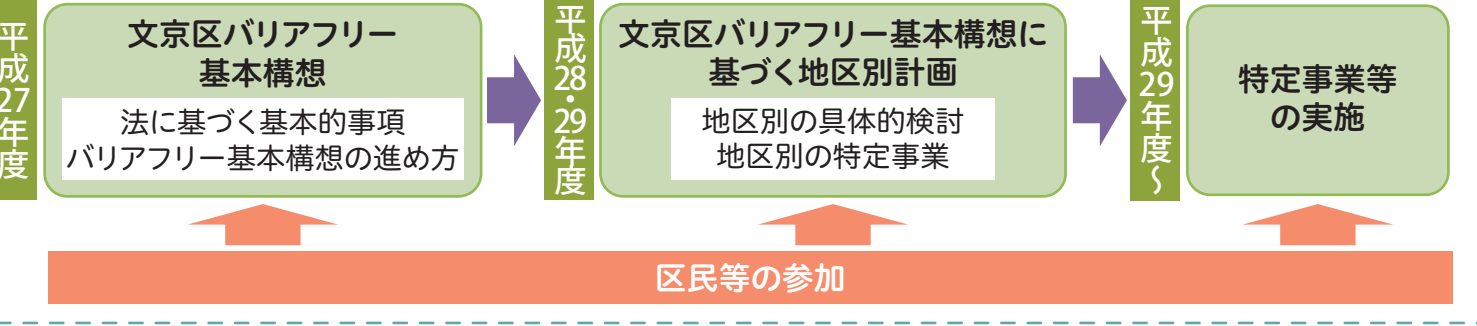 平成27年度
文京区バリアフリー
基本構想
法に基づく基本的事項
バリアフリー基本構想の進め方
平成28・29年度
文京区バリアフリー基本構想に
基づく地区別計画
地区別の具体的検討
地区別の特定事業
平成29年度～
特定事業等
の実施
区民等の参加